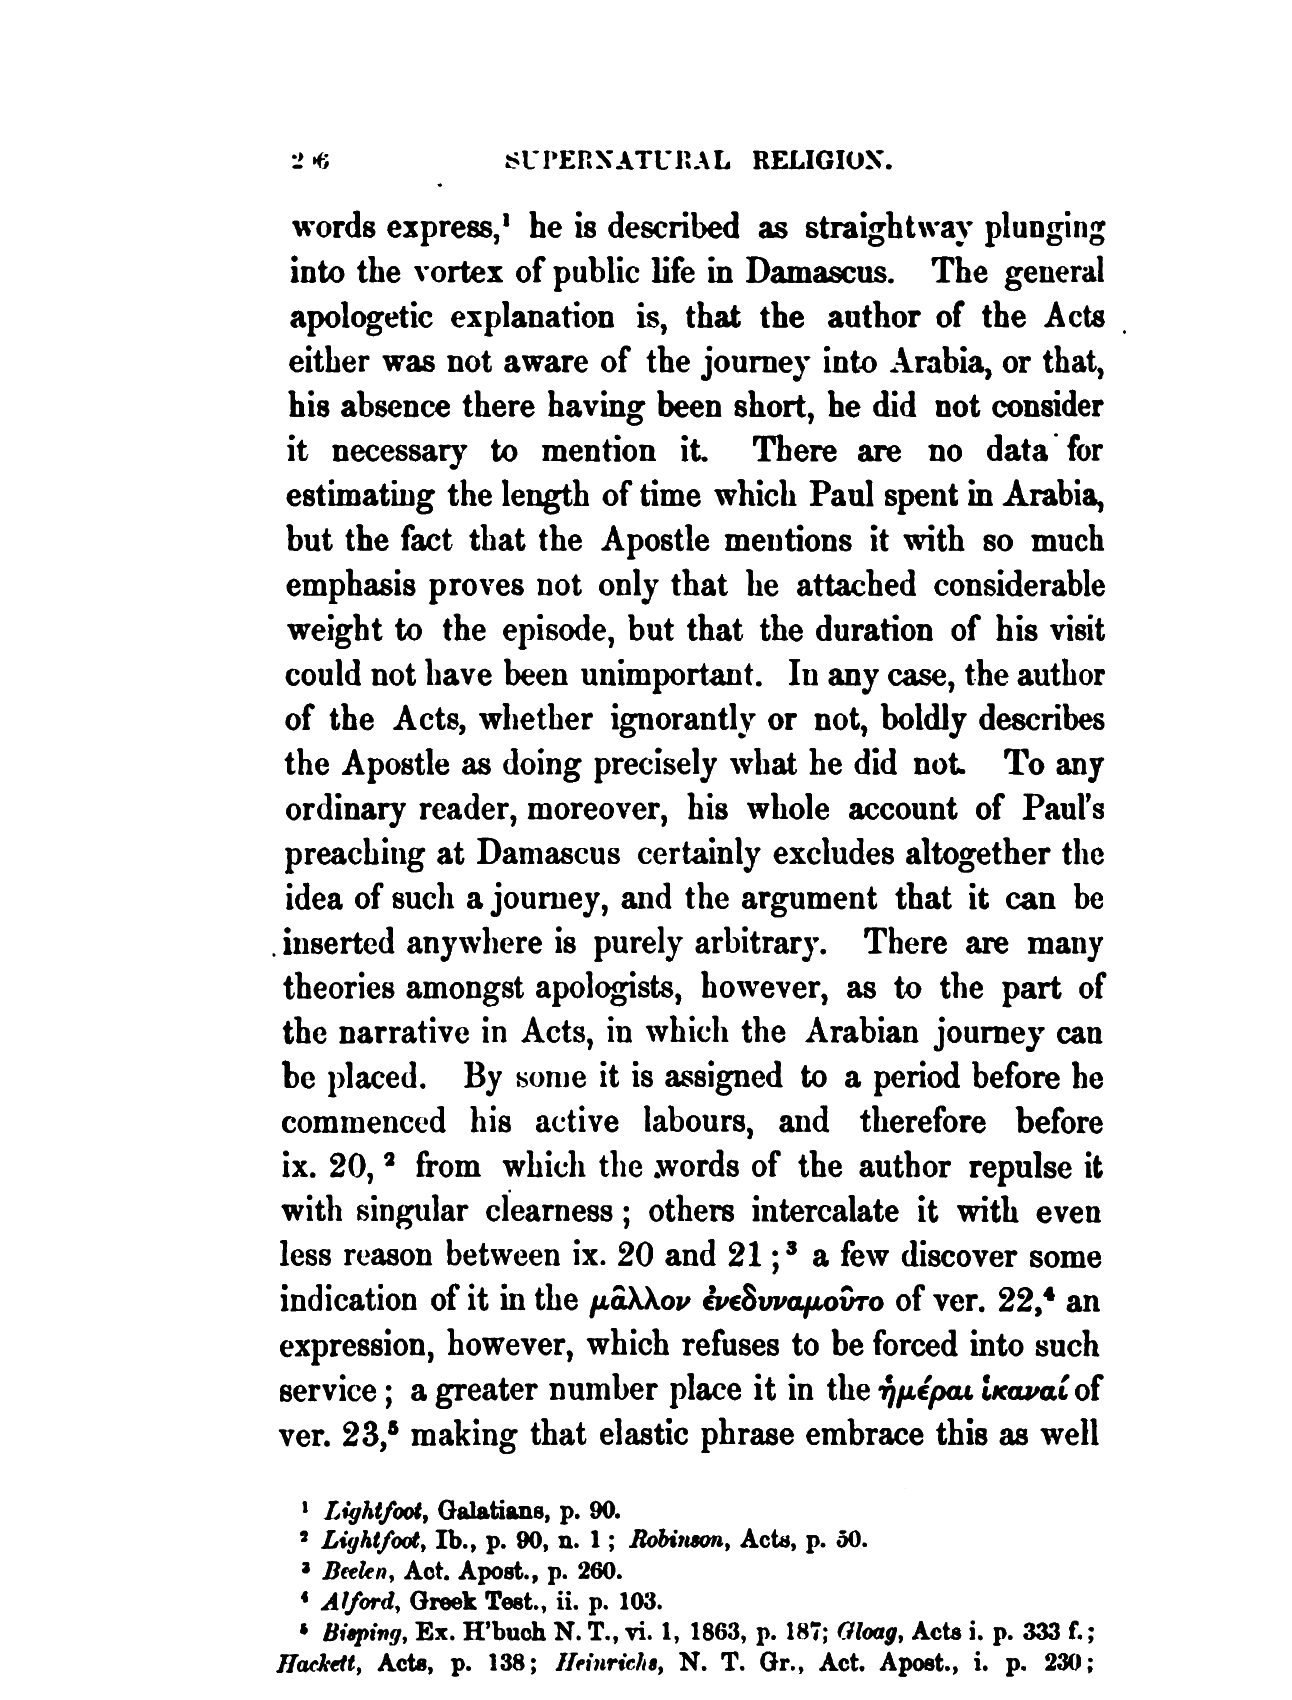 206 SUPERNATURAL RELIGION.
words express,¹ he is described as straightway plunging
into the vortex of public life in Damascus. The general
apologetic explanation is, that the author of the Acts
either was not aware of the journey into Arabia, or that,
his absence there having been short, he did not consider
it necessary to mention it. There are no data for
estimating the length of time which Paul spent in Arabia,
but the fact that the Apostle mentions it with so much
emphasis proves not only that he attached considerable
weight to the episode, but that the duration of his visit
could not have been unimportant. In any case, the author
of the Acts, whether ignorantly or not, boldly describes
the Apostle as doing precisely what he did not. To any
ordinary reader, moreover, his whole account of Paul's
preaching at Damascus certainly excludes altogether the
idea of such a journey, and the argument that it can be
inserted anywhere is purely arbitrary. There are many
theories amongst apologists, however, as to the part of
the narrative in Acts, in which the Arabian journey can
be placed. By some it is assigned to a period before he
commenced his active labours, and therefore before
ix. 20,² from which the words of the author repulse it
with singular clearness; others intercalate it with even
less reason between ix. 20 and 21;³ a few discover some
indication of it in the μᾶλλον ἐνεδυναμοῦτο of ver. 22,⁴ an
expression, however, which refuses to be forced into such
service; a greater number place it in the ἡμέραι ἱκαναί of
ver. 23,⁵ making that elastic phrase embrace this as well
¹ Lightfoot, Galatians, p. 90.
² Lightfoot, Ib., p. 90, n. 1; Robinson, Acts, p. 50.
³ Beelen, Act. Apost., p. 260.
⁴ Alford, Greek Test., ii. p. 103.
⁵ Bisping, Ex. H'buch N. T., vi. 1, 1863, p. 187; Gloag, Acts i. p. 333 f.;
Hackett, Acts, p. 138; Heinrichs, N. T. Gr., Act. Apost., i. p. 230;